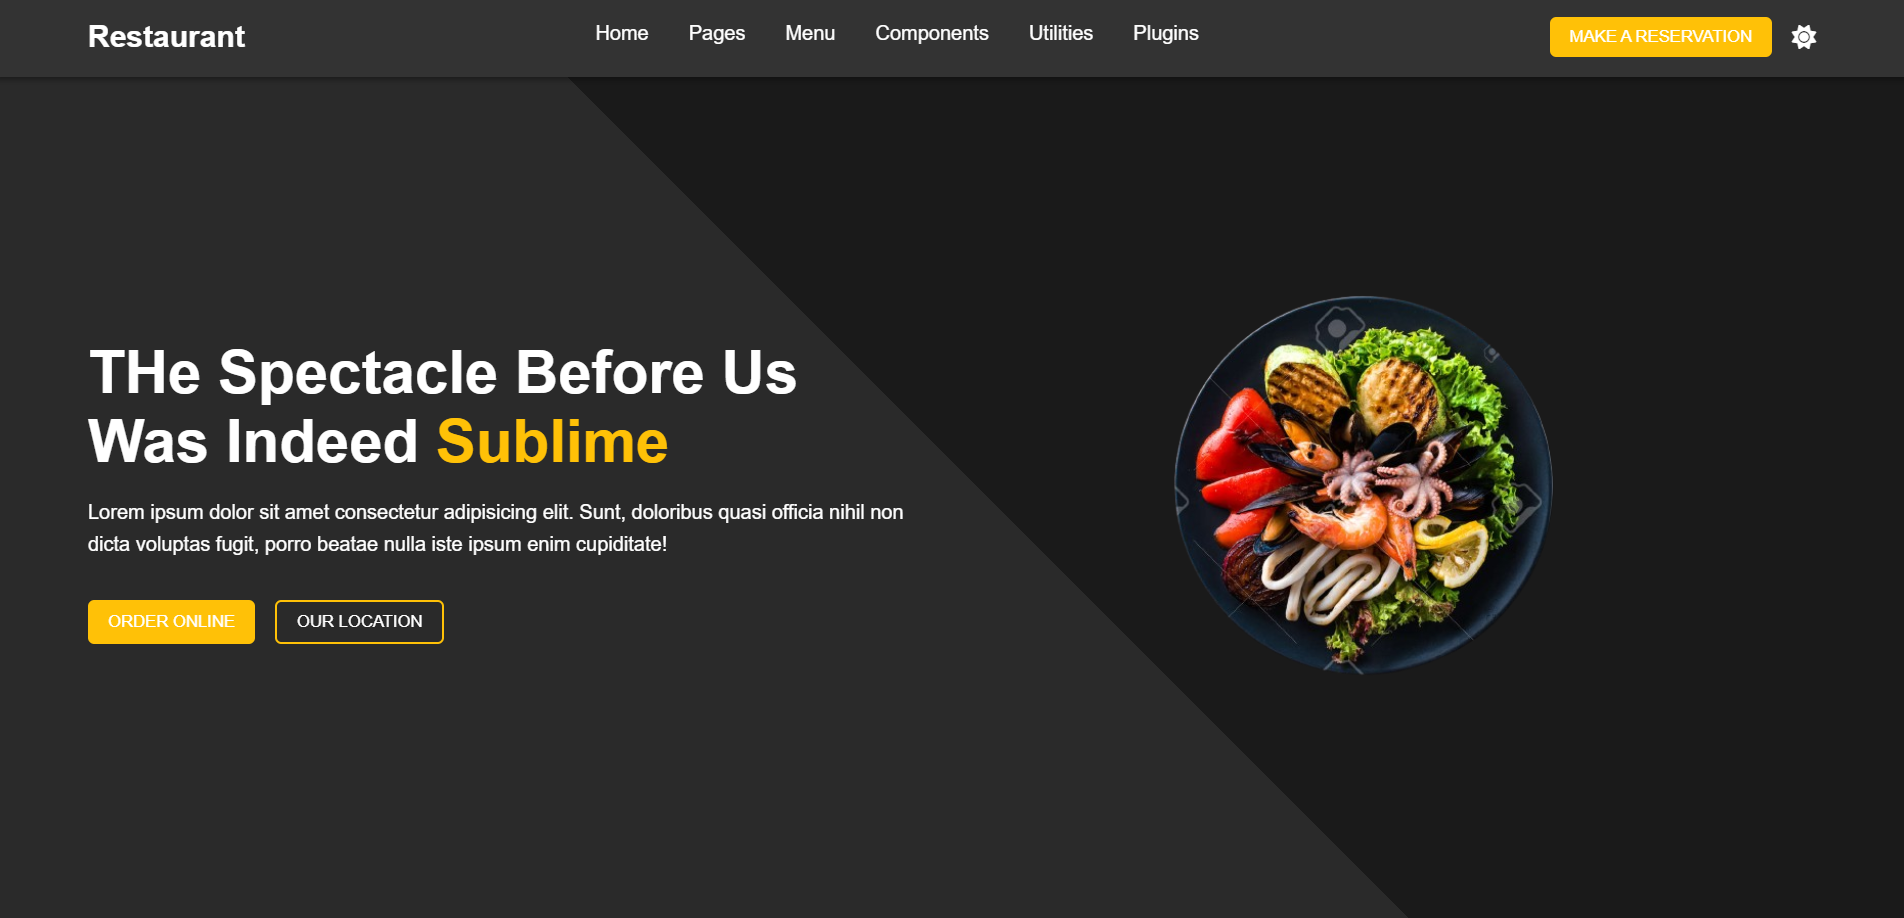 Restaurant
Home Pages Menu Components Utilities Plugins
MAKE A RESERVATION
THe Spectacle Before Us
Was Indeed Sublime
Lorem ipsum dolor sit amet consectetur adipisicing elit. Sunt, doloribus quasi officia nihil non
dicta voluptas fugit, porro beatae nulla iste ipsum enim cupiditate!
ORDER ONLINE
OUR LOCATION